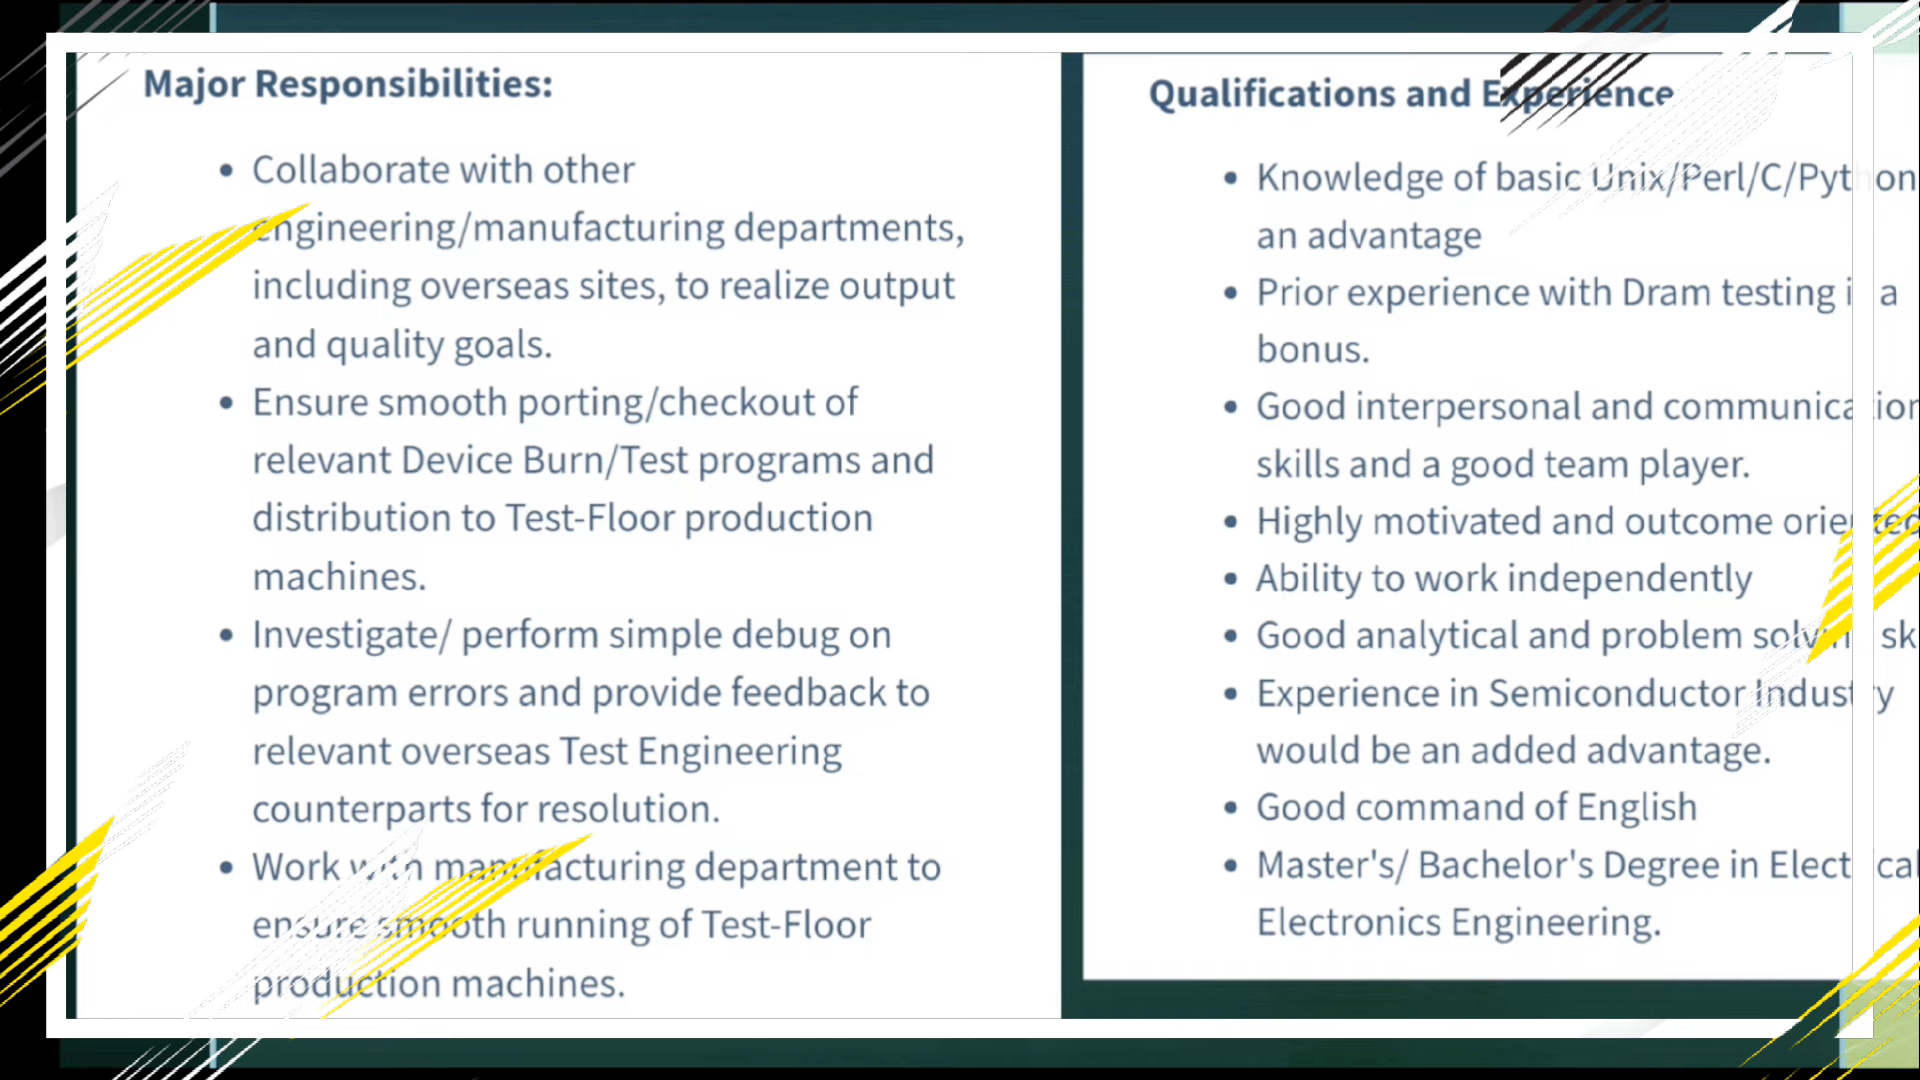 Major Responsibilities:
• Collaborate with other
engineering/manufacturing departments,
including overseas sites, to realize output
and quality goals.
• Ensure smooth porting/checkout of
relevant Device Burn/Test programs and
distribution to Test-Floor production
machines.
• Investigate/ perform simple debug on
program errors and provide feedback to
relevant overseas Test Engineering
counterparts for resolution.
• Work with manufacturing department to
ensure smooth running of Test-Floor
production machines.
Qualifications and Experience
• Knowledge of basic Unix/Perl/C/Python
an advantage
• Prior experience with Dram testing is a
bonus.
• Good interpersonal and communication
skills and a good team player.
• Highly motivated and outcome oriented
• Ability to work independently
• Good analytical and problem solving
• Experience in Semiconductor Industry
would be an added advantage.
• Good command of English
• Master's/ Bachelor's Degree in Electrical
Electronics Engineering.